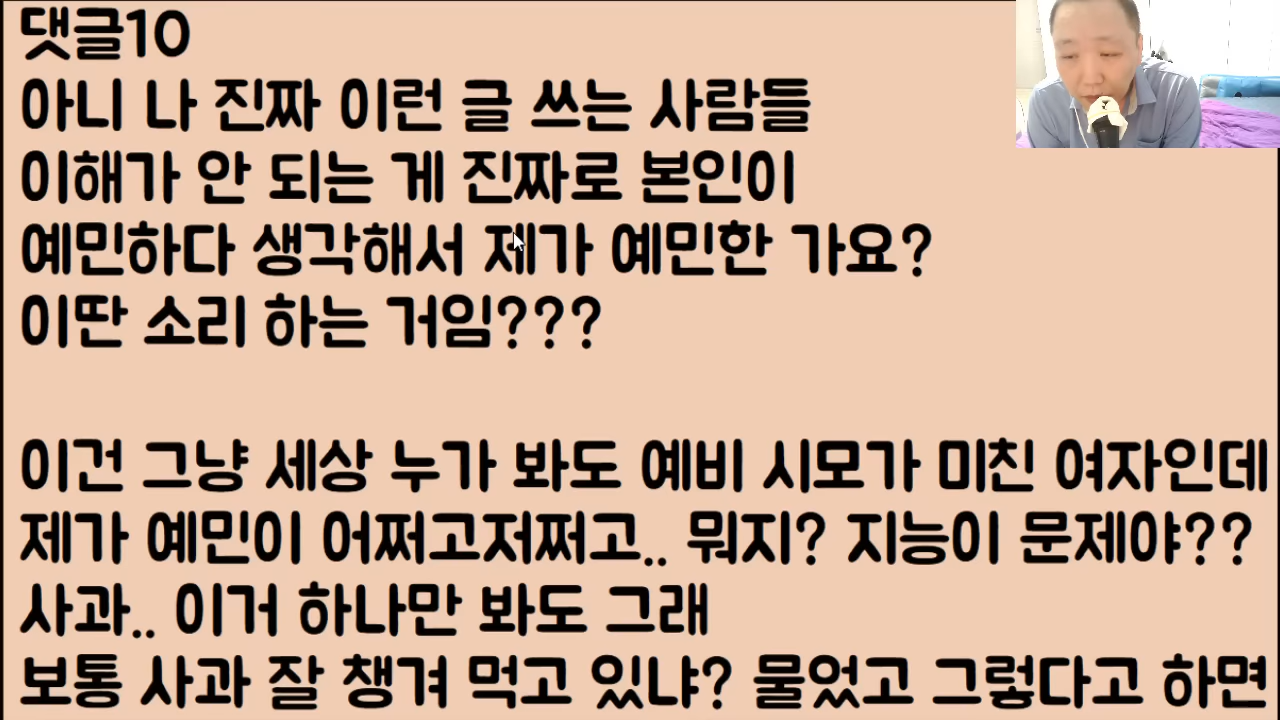 댓글10
아니 나 진짜 이런 글 쓰는 사람들
이해가 안 되는 게 진짜로 본인이
예민하다 생각해서 제가 예민한 가요?
이딴 소리 하는 거임???
이건 그냥 세상 누가 봐도 예비 시모가 미친 여자인데
제가 예민이 어쩌고저쩌고.. 뭐지? 지능이 문제야??
사과.. 이거 하나만 봐도 그래
보통 사과 잘 챙겨 먹고 있냐? 물었고 그렇다고 하면